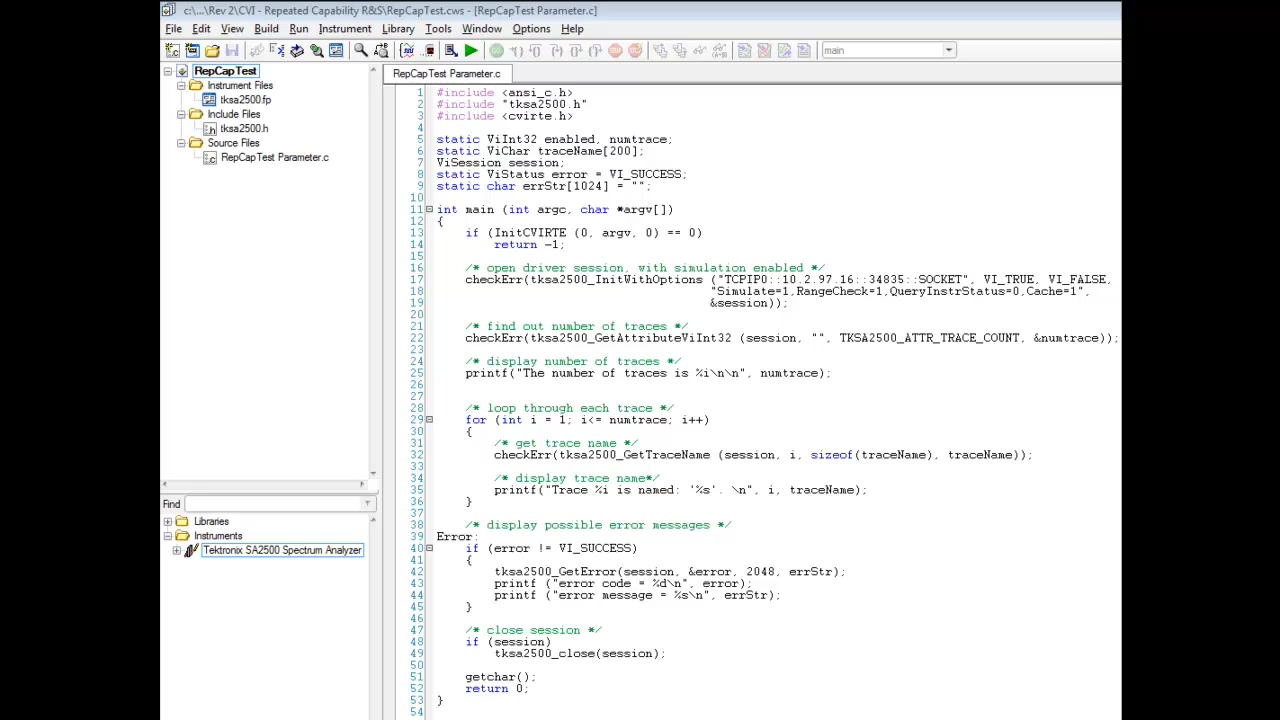 c:\...\Rev 2\CVI - Repeated Capability R&S\RepCapTest.cws - [RepCapTest Parameter.c]
File Edit View Build Run Instrument Library Tools Window Options Help
main
RepCapTest
Instrument Files
tksa2500.fp
Include Files
tksa2500.h
Source Files
RepCapTest Parameter.c
Find
Libraries
Instruments
Tektronix SA2500 Spectrum Analyzer
RepCapTest Parameter.c
1 #include <ansi_c.h>
2 #include "tksa2500.h"
3 #include <cvirte.h>
4
5 static ViInt32 enabled, numtrace;
6 static ViChar traceName[200];
7 ViSession session;
8 static ViStatus error = VI_SUCCESS;
9 static char errStr[1024] = "";
10
11 int main (int argc, char *argv[])
12 {
13     if (InitCVIRTE (0, argv, 0) == 0)
14         return -1;
15
16     /* open driver session, with simulation enabled */
17     checkErr(tksa2500_InitWithOptions ("TCPIP0::10.2.97.16::34835::SOCKET", VI_TRUE, VI_FALSE,
18                                       "Simulate=1,RangeCheck=1,QueryInstrStatus=0,Cache=1",
19                                       &session));
20
21     /* find out number of traces */
22     checkErr(tksa2500_GetAttributeViInt32 (session, "", TKSA2500_ATTR_TRACE_COUNT, &numtrace));
23
24     /* display number of traces */
25     printf("The number of traces is %i\n\n", numtrace);
26
27
28     /* loop through each trace */
29     for (int i = 1; i<= numtrace; i++)
30     {
31         /* get trace name */
32         checkErr(tksa2500_GetTraceName (session, i, sizeof(traceName), traceName));
33
34         /* display trace name*/
35         printf("Trace %i is named: '%s'. \n", i, traceName);
36     }
37
38     /* display possible error messages */
39 Error:
40     if (error != VI_SUCCESS)
41     {
42         tksa2500_GetError(session, &error, 2048, errStr);
43         printf ("error code = %d\n", error);
44         printf ("error message = %s\n", errStr);
45     }
46
47     /* close session */
48     if (session)
49         tksa2500_close(session);
50
51     getchar();
52     return 0;
53 }
54